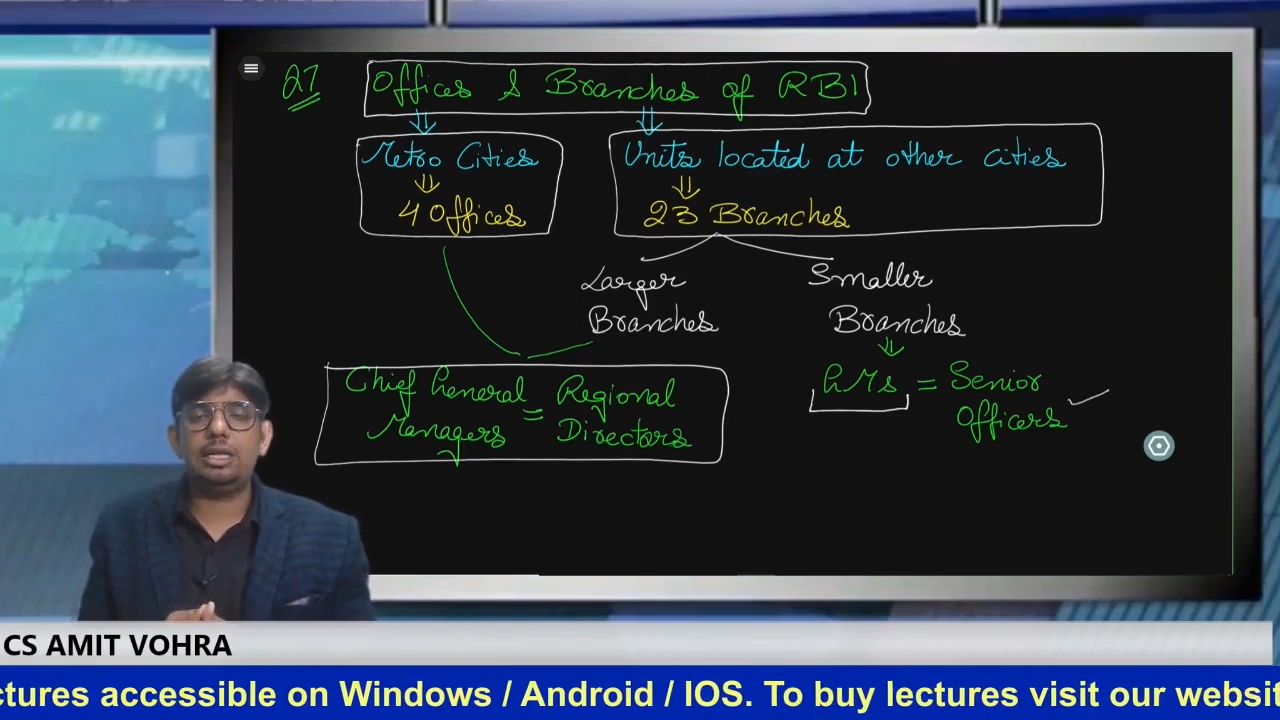 27 Offices & Branches of RBI
Metro Cities
4 Offices
Units located at other cities
23 Branches
Larger
Branches
Smaller
Branches
Chief General
Managers
= Regional
Directors
GMs = Senior
Officers
CS AMIT VOHRA
ctures accessible on Windows / Android / IOS. To buy lectures visit our websit